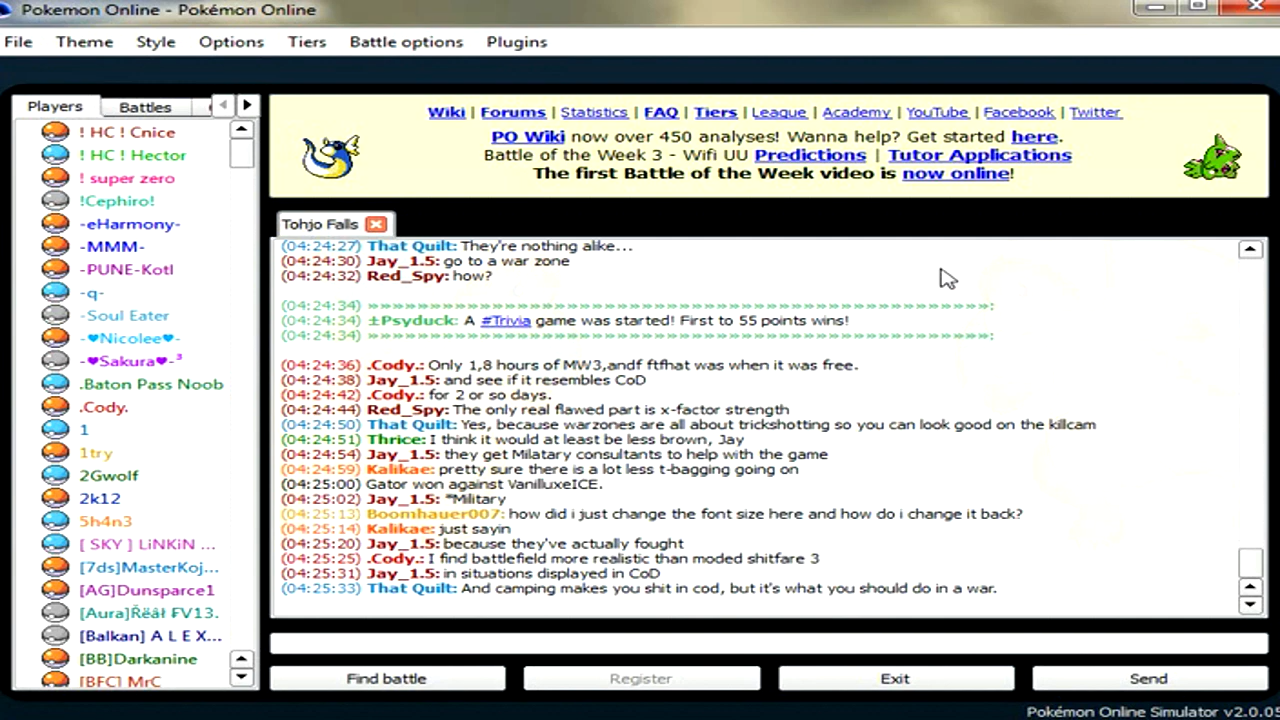 Pokemon Online - Pokémon Online
File Theme Style Options Tiers Battle options Plugins
Players Battles
! HC ! Cnice
! HC ! Hector
! super zero
!Cephiro!
-eHarmony-
-MMM-
-PUNE-Kotl
-q-
-Soul Eater
-♥Nicolee♥-
-♥Sakura♥-³
.Baton Pass Noob
.Cody.
1
1try
2Gwolf
2k12
5h4n3
[ SKY ] LiNKiN ...
[7ds]MasterKoj...
[AG]Dunsparce1
[Aura]Řëâł ₣V13.
[Balkan] A L E X...
[BB]Darkanine
[BFC] MrC
Wiki | Forums | Statistics | FAQ | Tiers | League | Academy | YouTube | Facebook | Twitter
PO Wiki now over 450 analyses! Wanna help? Get started here.
Battle of the Week 3 - Wifi UU Predictions | Tutor Applications
The first Battle of the Week video is now online!
Tohjo Falls
(04:24:27) That Quilt: They're nothing alike...
(04:24:30) Jay_1.5: go to a war zone
(04:24:32) Red_Spy: how?
(04:24:34) »»»»»»»»»»»»»»»»»»»»»»»»»»»»»»»»»»»»»»»»»»»»»»»»»»:
(04:24:34) ±Psyduck: A #Trivia game was started! First to 55 points wins!
(04:24:34) »»»»»»»»»»»»»»»»»»»»»»»»»»»»»»»»»»»»»»»»»»»»»»»»»»:
(04:24:36) .Cody.: Only 1,8 hours of MW3,andf ftfhat was when it was free.
(04:24:38) Jay_1.5: and see if it resembles CoD
(04:24:42) .Cody.: for 2 or so days.
(04:24:44) Red_Spy: The only real flawed part is x-factor strength
(04:24:50) That Quilt: Yes, because warzones are all about trickshotting so you can look good on the killcam
(04:24:51) Thrice: I think it would at least be less brown, Jay
(04:24:54) Jay_1.5: they get Milatary consultants to help with the game
(04:24:59) Kalikae: pretty sure there is a lot less t-bagging going on
(04:25:00) Gator won against VanilluxeICE.
(04:25:02) Jay_1.5: *Military
(04:25:13) Boomhauer007: how did i just change the font size here and how do i change it back?
(04:25:14) Kalikae: just sayin
(04:25:20) Jay_1.5: because they've actually fought
(04:25:25) .Cody.: I find battlefield more realistic than moded shitfare 3
(04:25:31) Jay_1.5: in situations displayed in CoD
(04:25:33) That Quilt: And camping makes you shit in cod, but it's what you should do in a war.
Find battle Register Exit Send
Pokémon Online Simulator v2.0.05